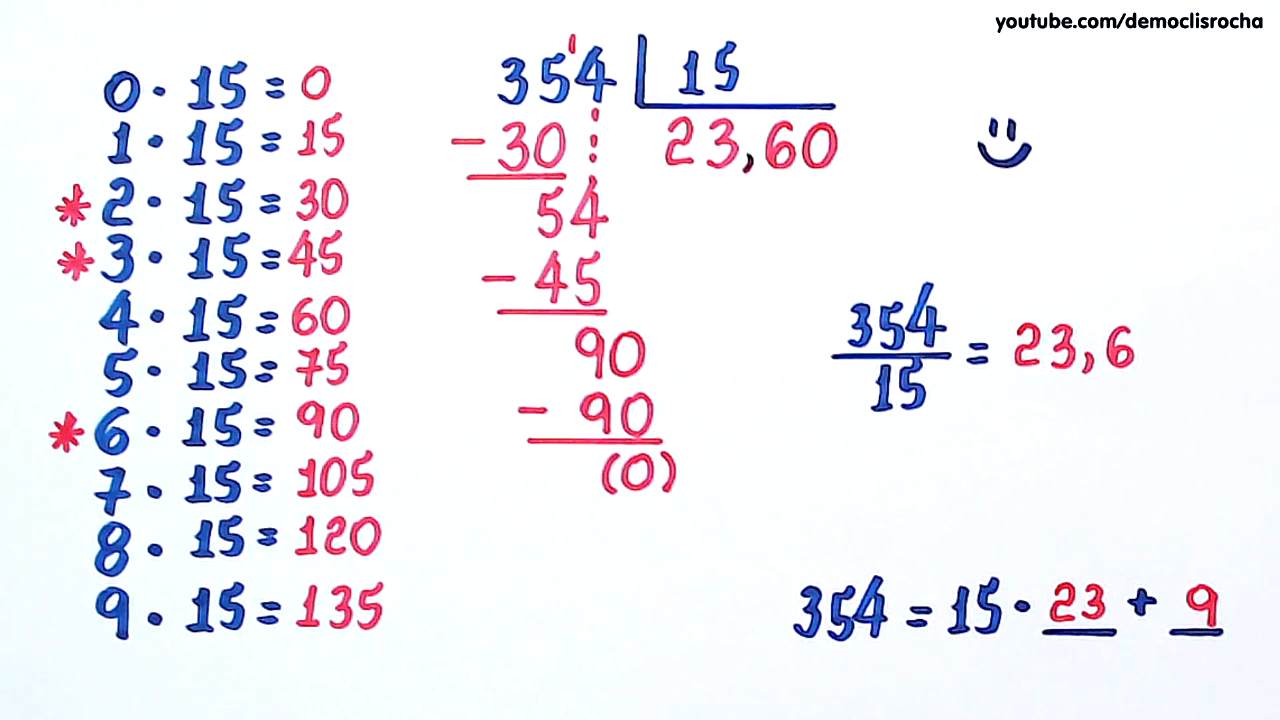 youtube.com/democlisrocha
0 · 15 = 0
1 · 15 = 15
* 2 · 15 = 30
* 3 · 15 = 45
4 · 15 = 60
5 · 15 = 75
* 6 · 15 = 90
7 · 15 = 105
8 · 15 = 120
9 · 15 = 135
354 15
- 30 23,60
54
- 45
90
- 90
(0)
354
15
= 23,6
354 = 15 · 23 + 9